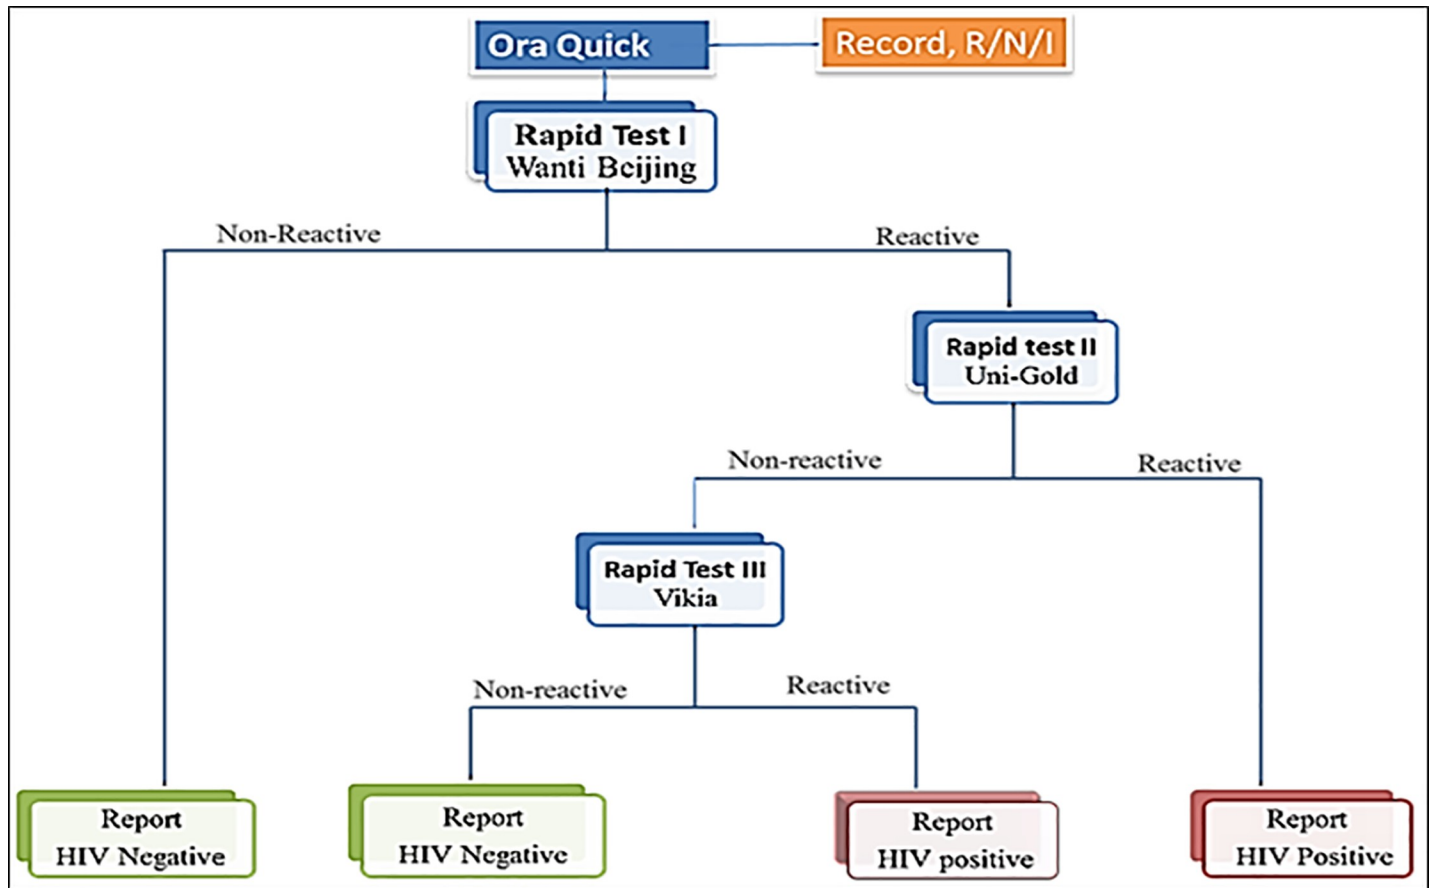 Ora Quick
Record, R/N/I
Rapid Test I
Wanti Beijing
Non-Reactive
Reactive
Rapid test II
Uni-Gold
Non-reactive
Reactive
Rapid Test III
Vikia
Non-reactive
Reactive
Report
HIV Negative
Report
HIV Negative
Report
HIV positive
Report
HIV Positive